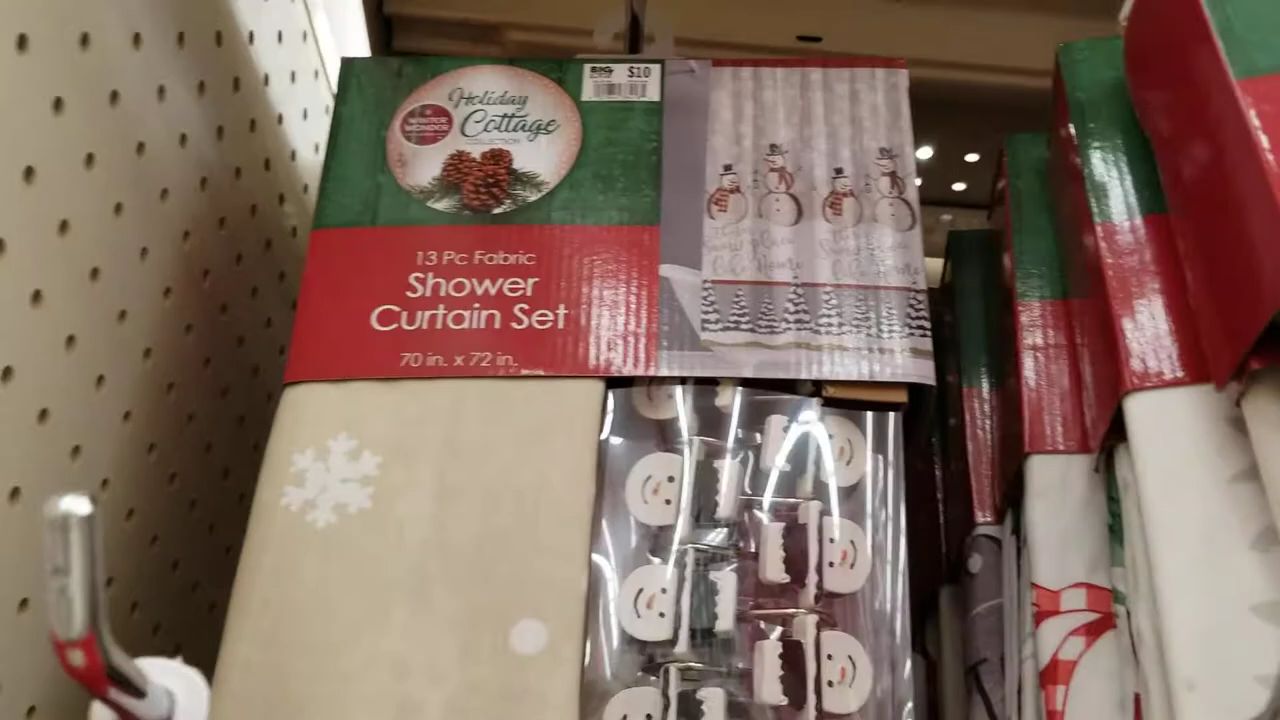 BIG $10
Holiday
Cottage
COLLECTION
WINTER
WONDER
13 Pc Fabric
Shower
Curtain Set
70 in. x 72 in.